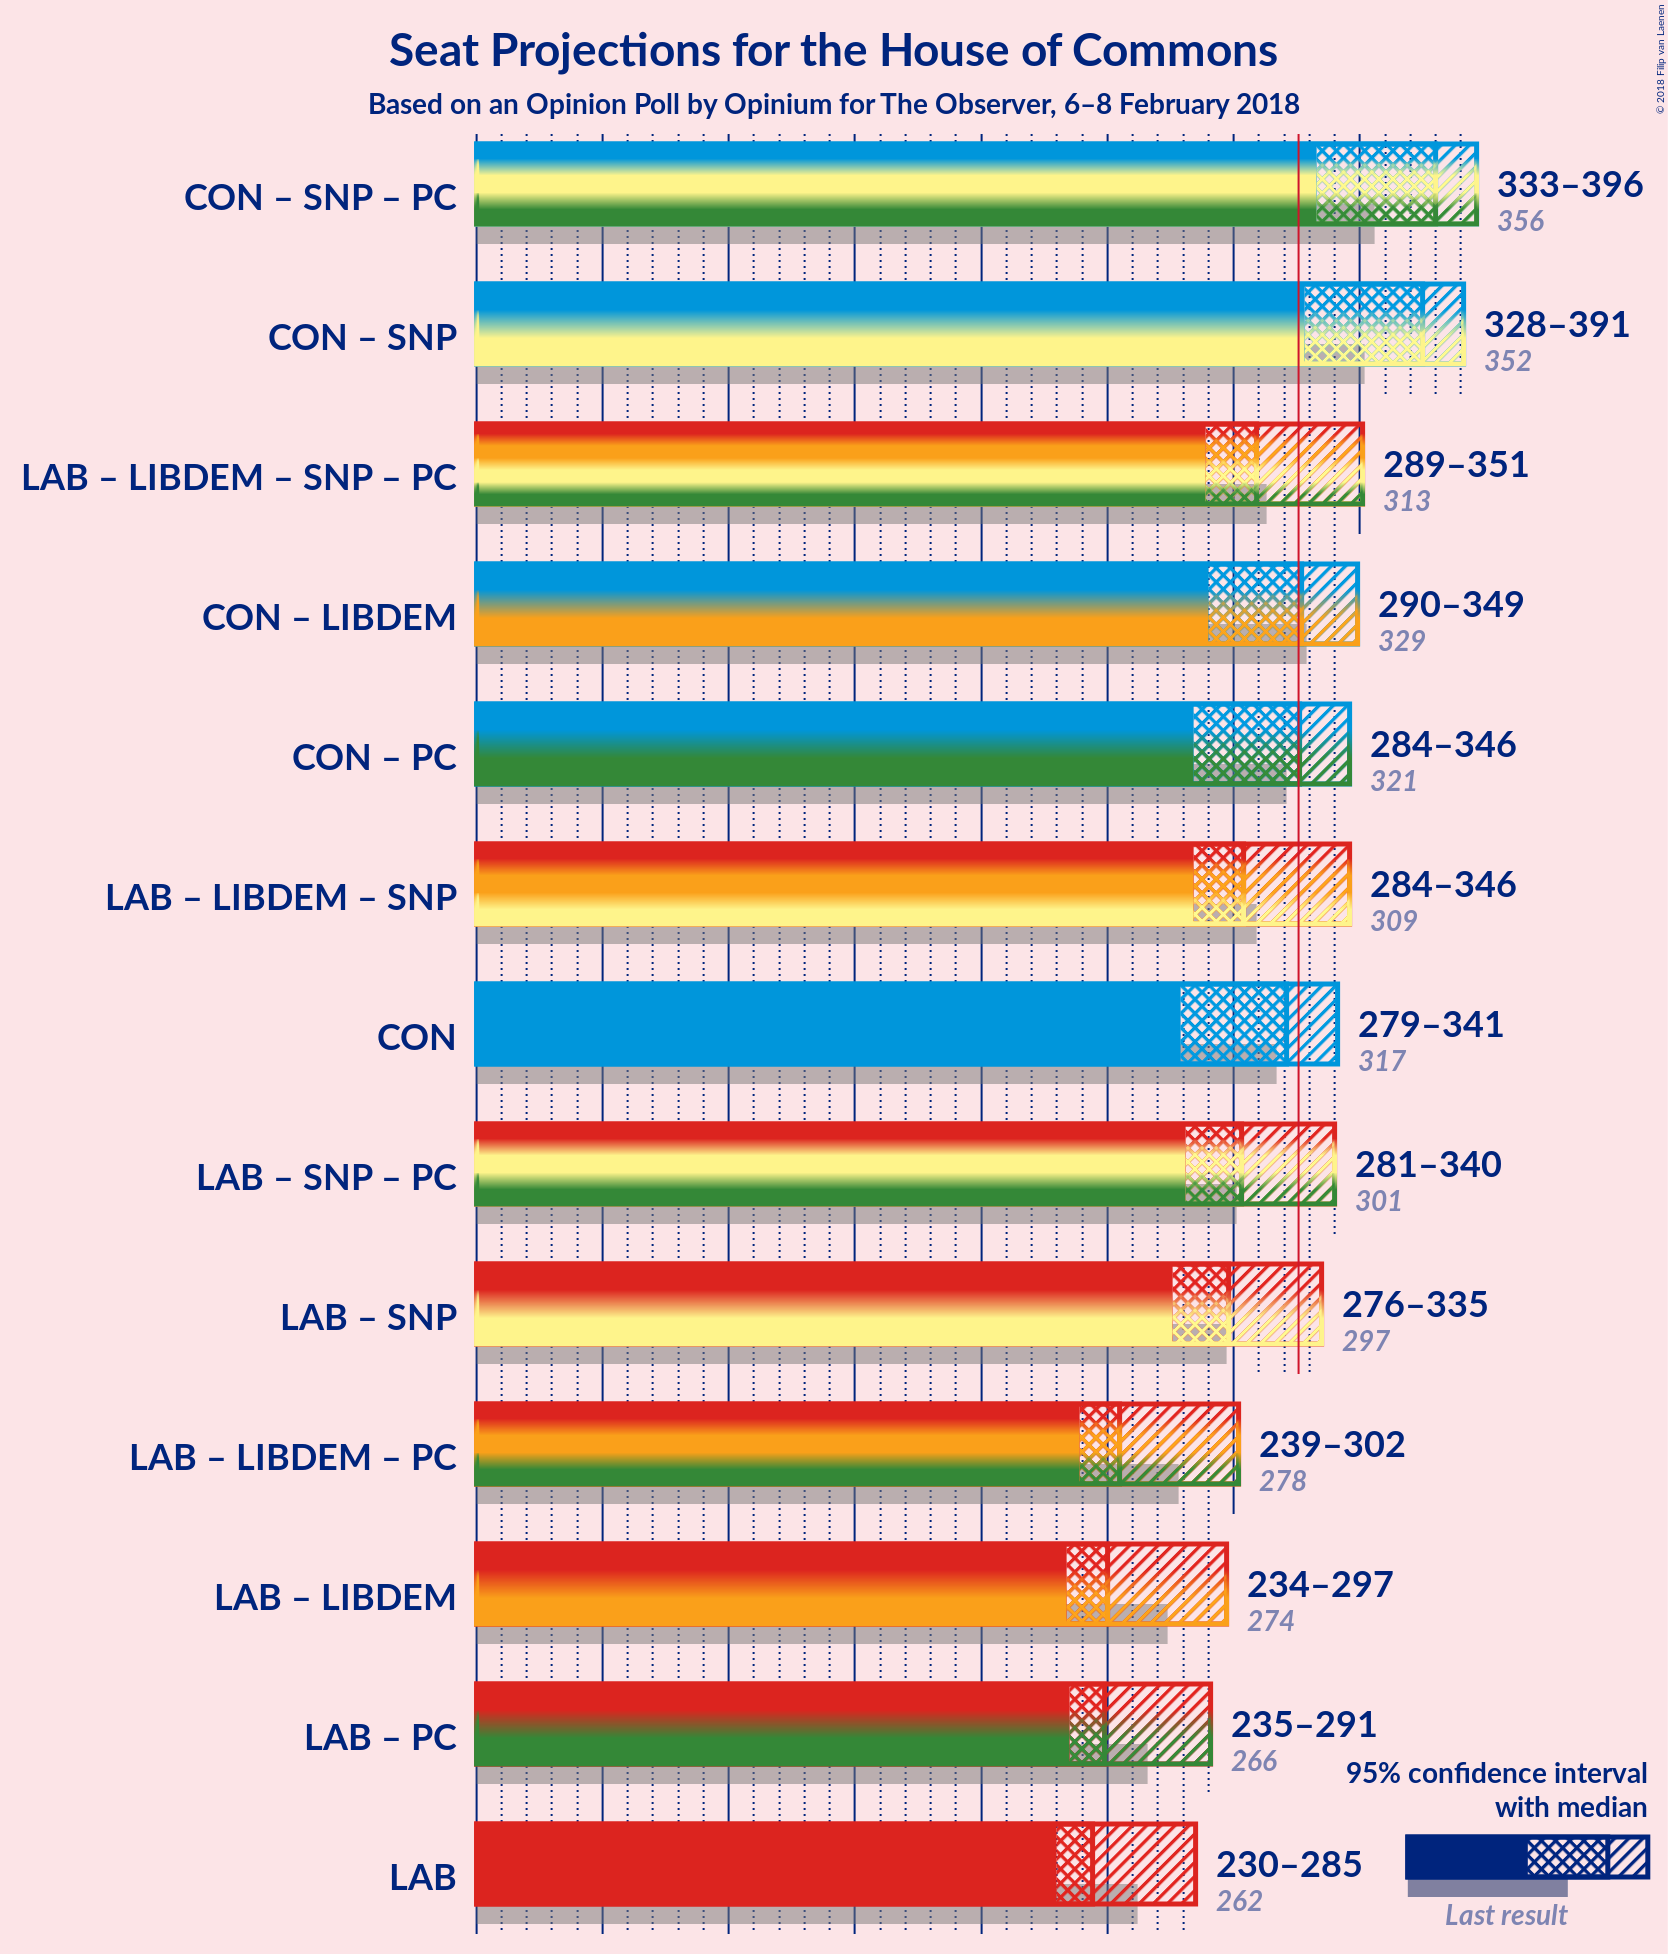 Seat Projections for the House of Commons
Based on an Opinion Poll by Opinium for The Observer, 6–8 February 2018
© 2018 Filip van Laenen
CON – SNP – PC
333–396
356
CON – SNP
328–391
352
LAB – LIBDEM – SNP – PC
289–351
313
CON – LIBDEM
290–349
329
CON – PC
284–346
321
LAB – LIBDEM – SNP
284–346
309
CON
279–341
317
LAB – SNP – PC
281–340
301
LAB – SNP
276–335
297
LAB – LIBDEM – PC
239–302
278
LAB – LIBDEM
234–297
274
LAB – PC
235–291
266
LAB
230–285
262
95% confidence interval
with median
Last result